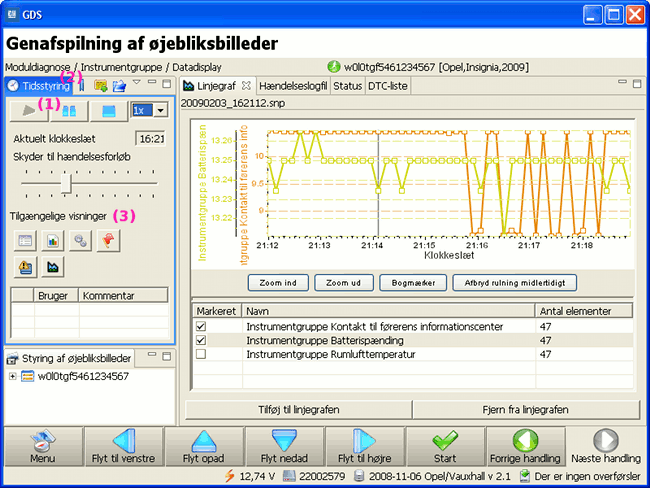 GDS
Genafspilning af øjebliksbilleder
Moduldiagnose / Instrumentgruppe / Datadisplay
w0l0tgf5461234567 [Opel,Insignia,2009]
Tidsstyring (2)
(1)
1x
Aktuelt klokkeslæt 16:21
Skyder til hændelsesforløb
Tilgængelige visninger (3)
Bruger Kommentar
Styring af øjebliksbilleder
w0l0tgf5461234567
Linjegraf Hændelseslogfil Status DTC-liste
20090203_162112.snp
Instrumentgruppe Batterispæn
tgruppe Kontakt til førerens info
13.26
13.25
13.23
13.22
10
9.5
9
21:12 21:13 21:14 21:15 21:16 21:17 21:18
Klokkeslæt
Zoom ind Zoom ud Bogmærker Afbryd rulning midlertidigt
Markeret Navn Antal elementer
Instrumentgruppe Kontakt til førerens informationscenter 47
Instrumentgruppe Batterispænding 47
Instrumentgruppe Rumlufttemperatur 47
Tilføj til linjegrafen Fjern fra linjegrafen
Menu Flyt til venstre Flyt opad Flyt nedad Flyt til højre Start Forrige handling Næste handling
12,74 V 22002579 2008-11-06 Opel/Vauxhall v 2.1 Der er ingen overførsler